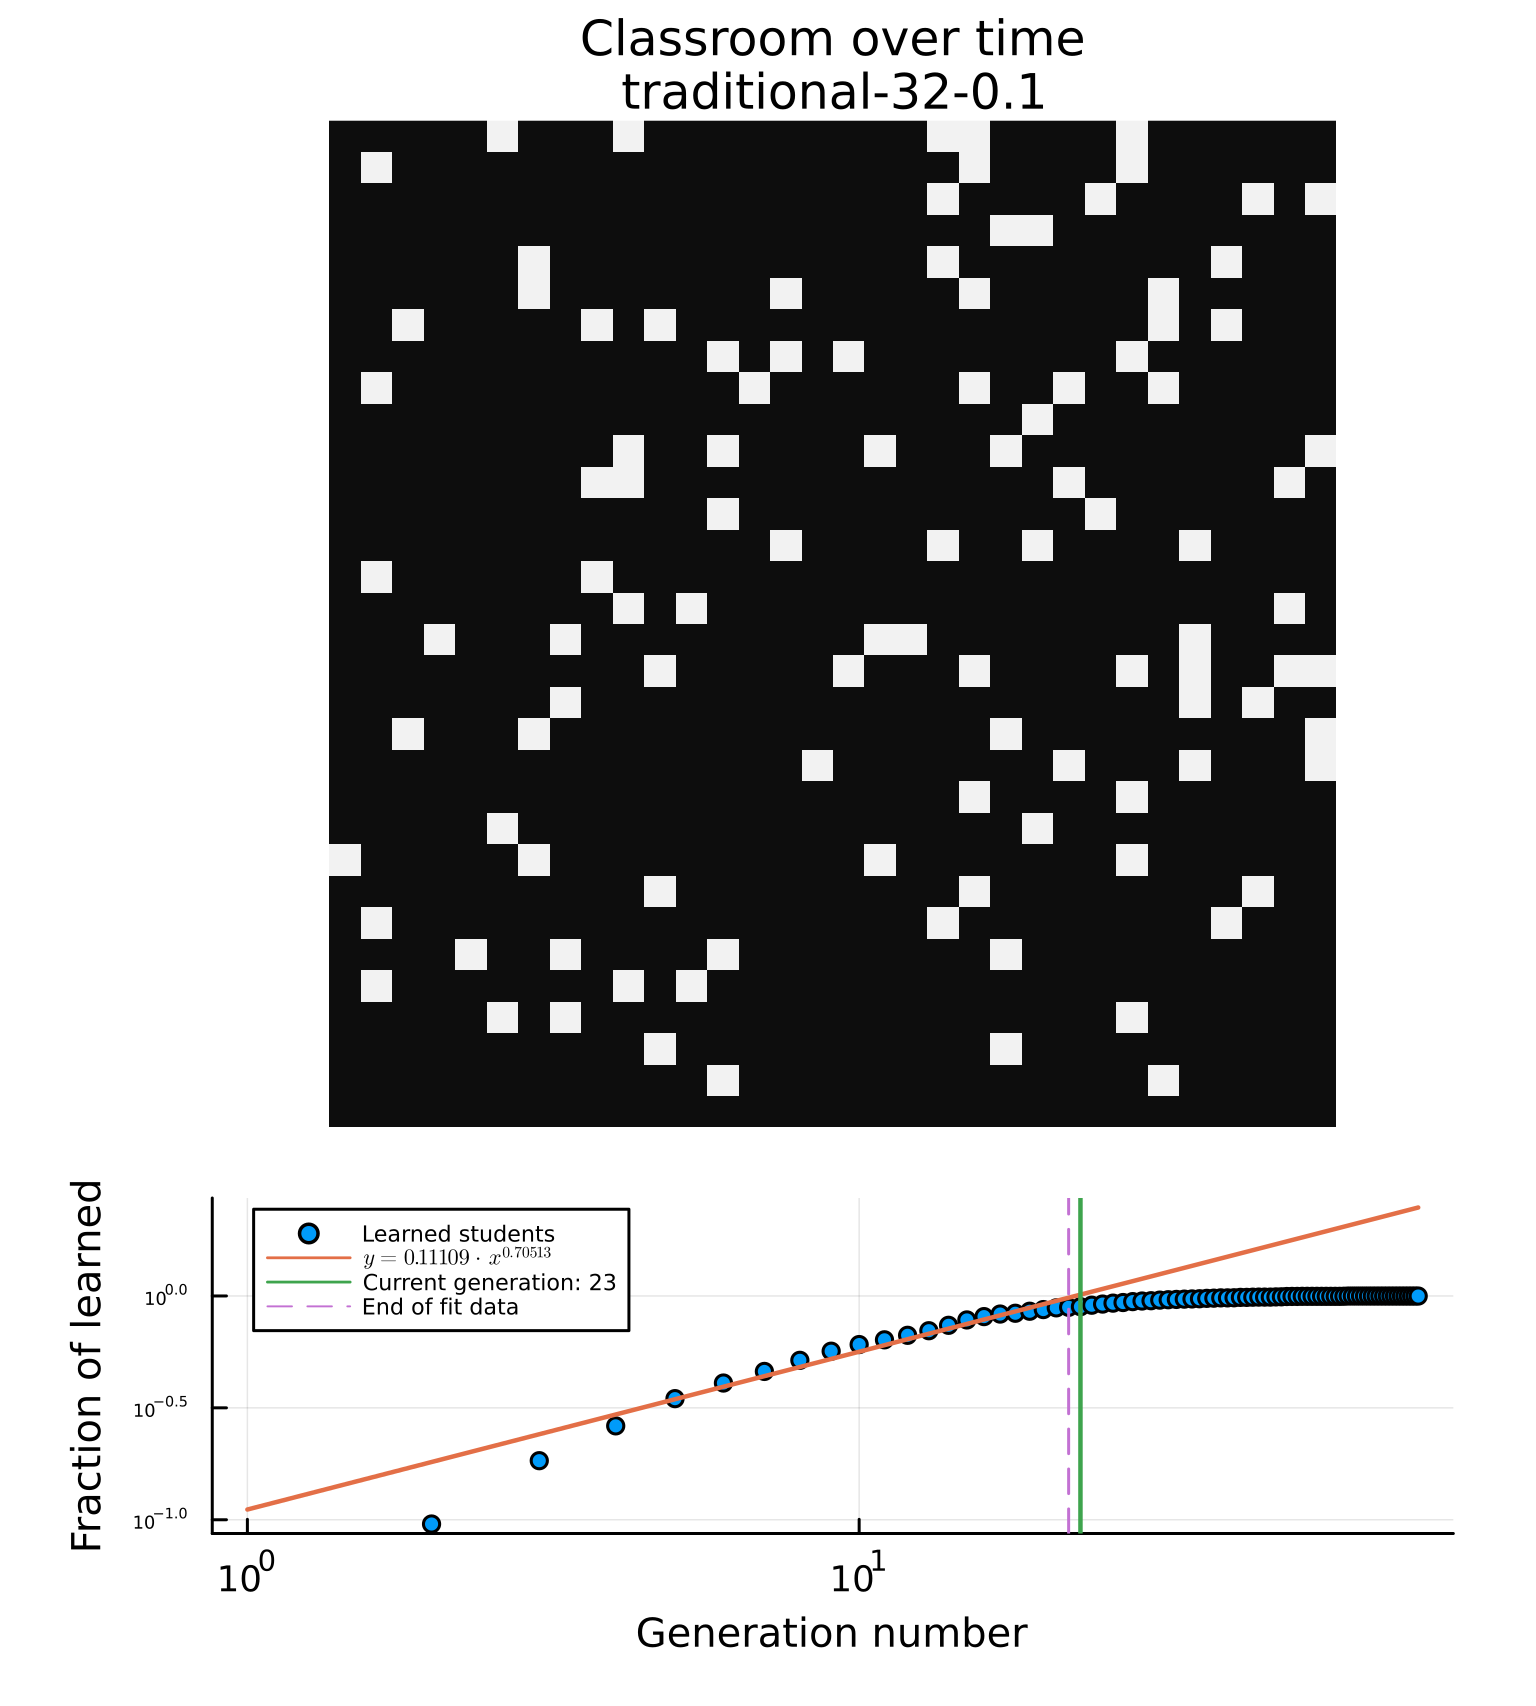 Classroom over time
traditional-32-0.1
Fraction of learned
Learned students
y = 0.11109 · x^0.70513
Current generation: 23
End of fit data
10^0.0
10^−0.5
10^−1.0
10^0
10^1
Generation number